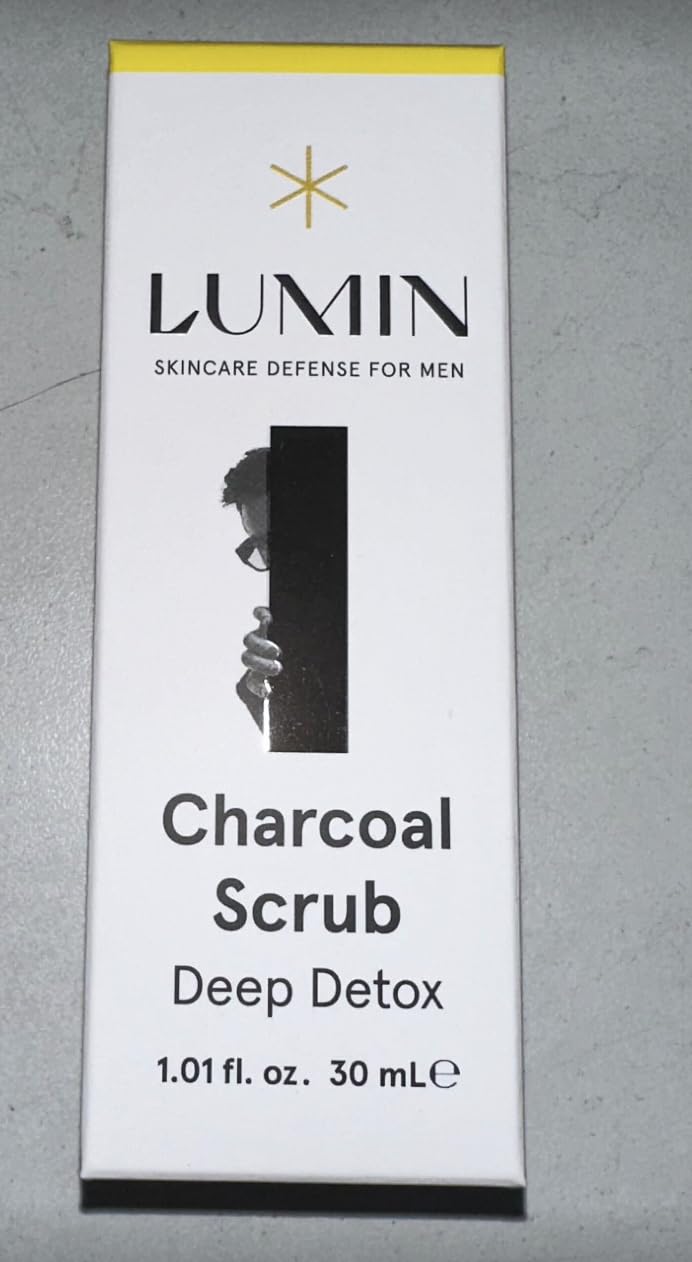 LUMIN
SKINCARE DEFENSE FOR MEN
Charcoal
Scrub
Deep Detox
1.01 fl. oz. 30 mL℮